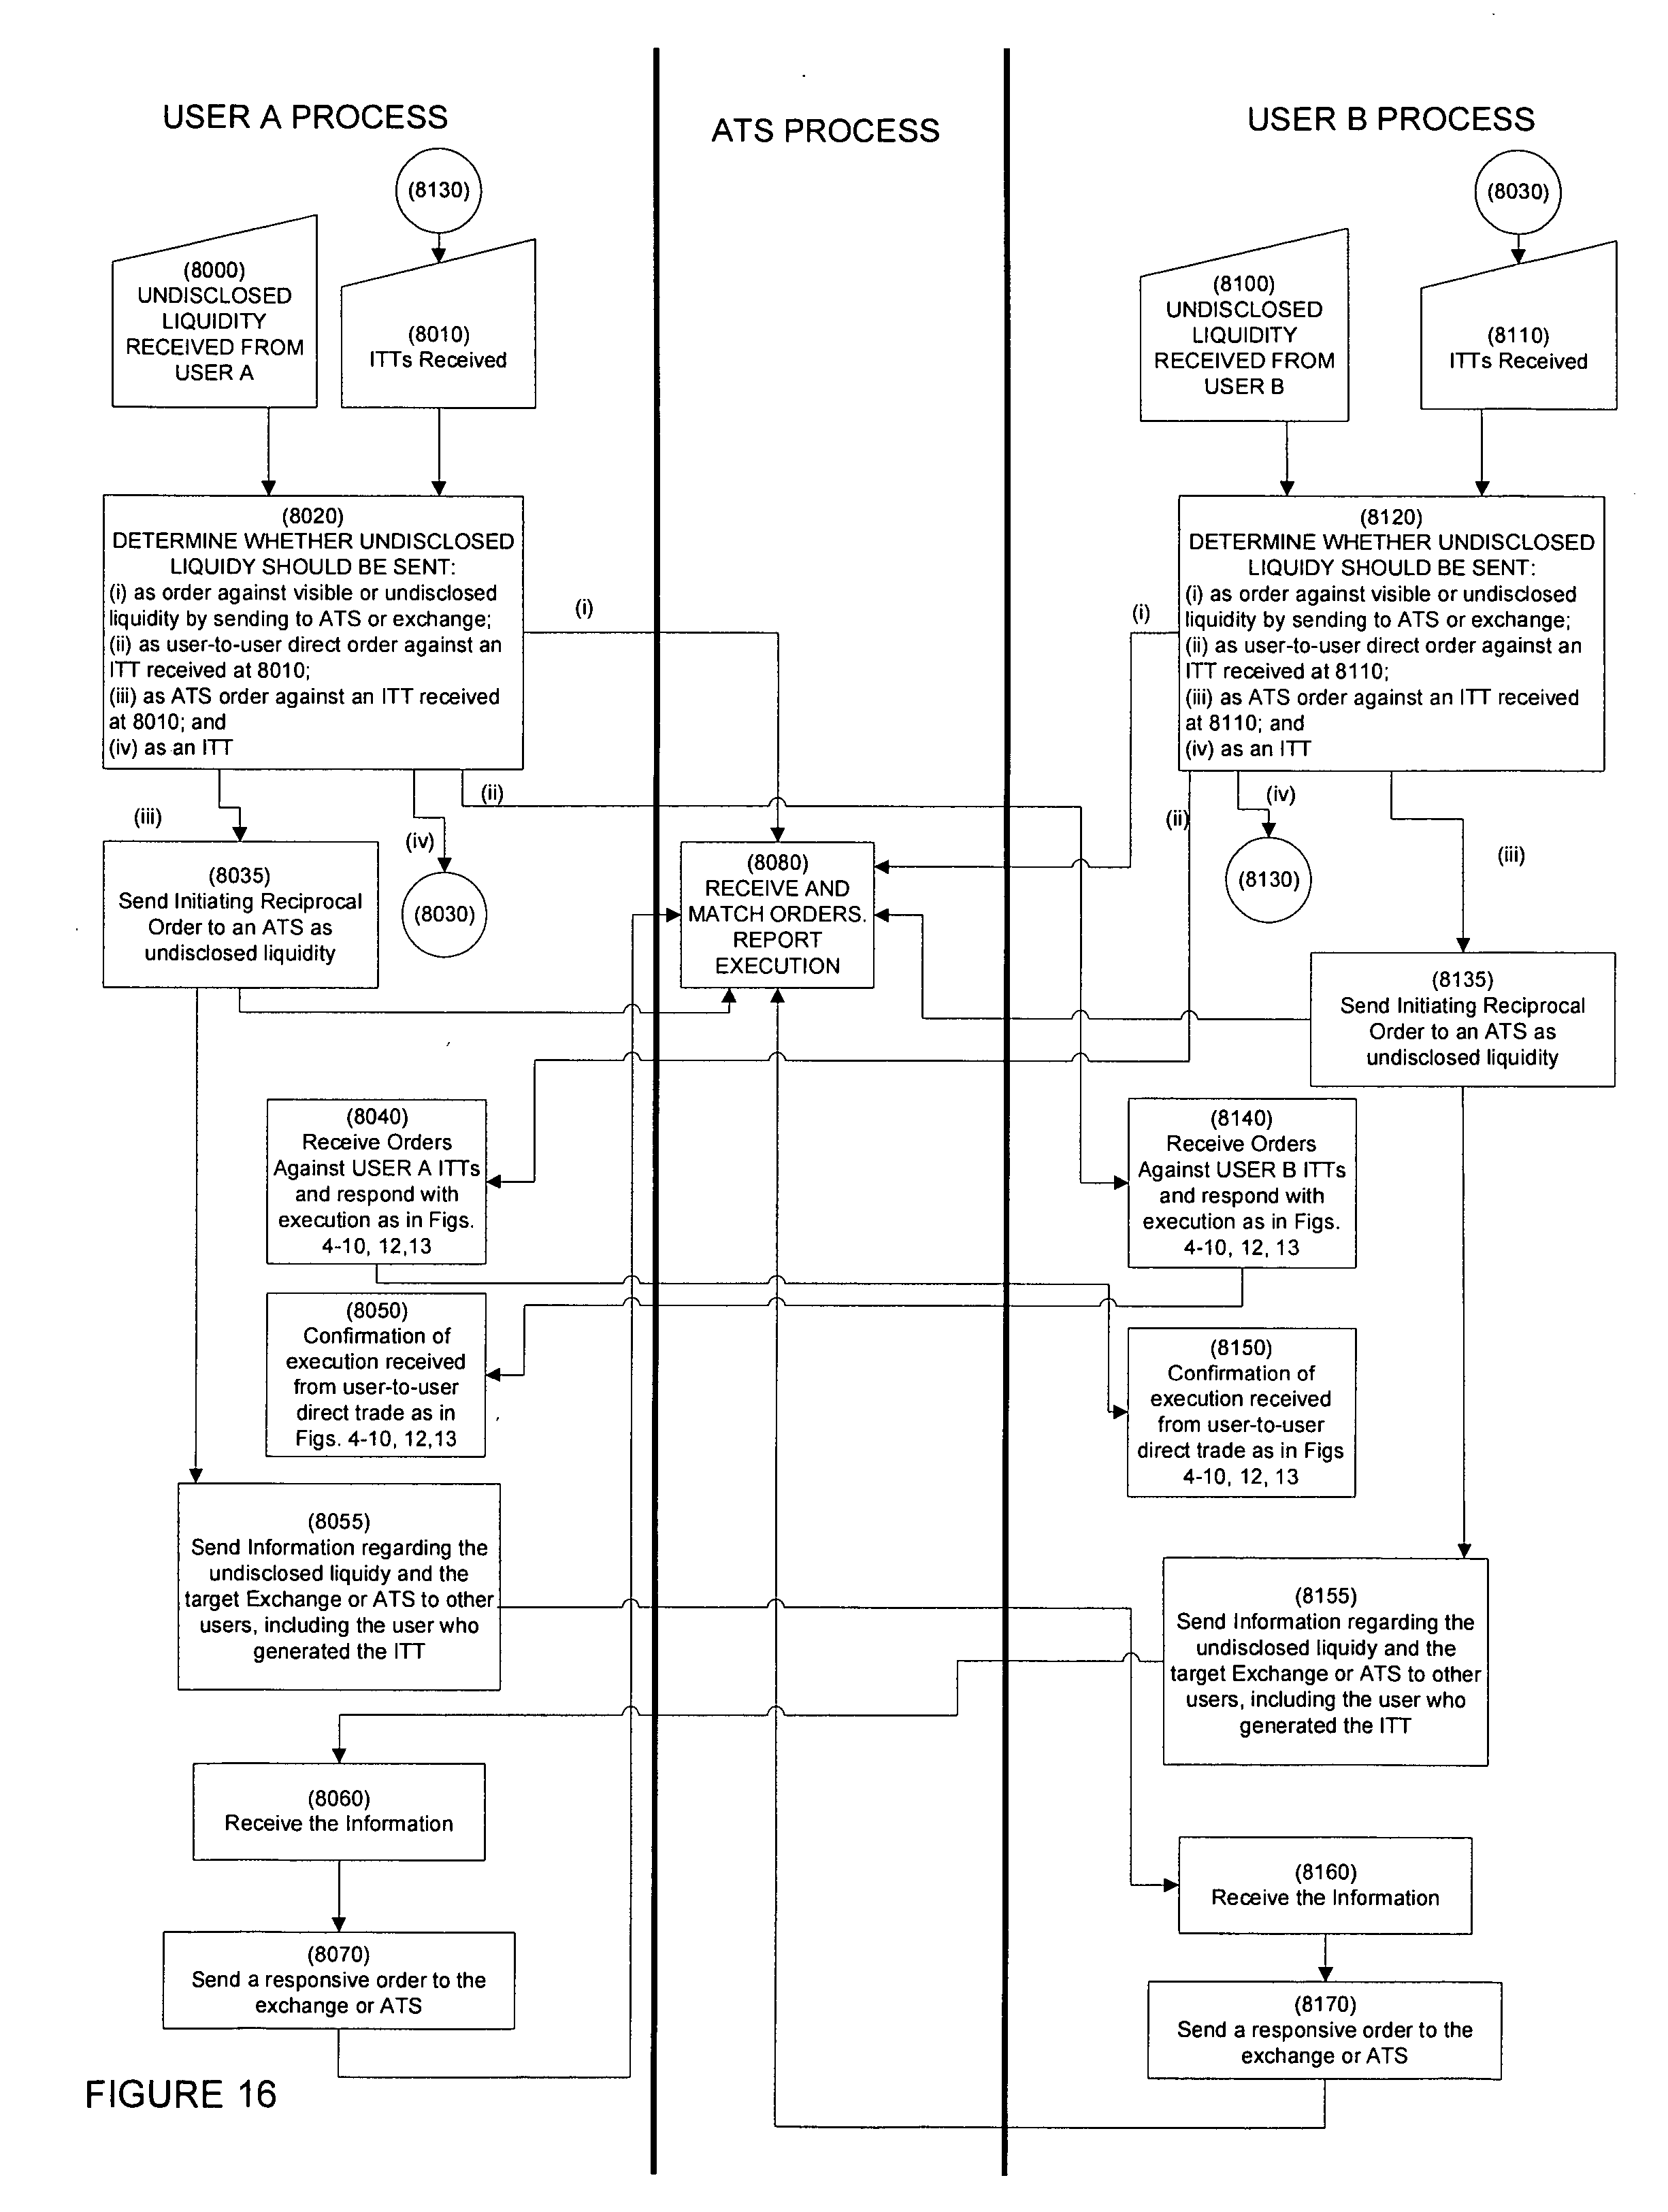 USER A PROCESS
ATS PROCESS
USER B PROCESS
(8130)
(8000)
UNDISCLOSED
LIQUIDITY
RECEIVED FROM
USER A
(8010)
ITTs Received
(8020)
DETERMINE WHETHER UNDISCLOSED
LIQUIDY SHOULD BE SENT:
(i) as order against visible or undisclosed
liquidity by sending to ATS or exchange;
(ii) as user-to-user direct order against an
ITT received at 8010;
(iii) as ATS order against an ITT received
at 8010; and
(iv) as an ITT
(i)
(ii)
(iii)
(iv)
(8035)
Send Initiating Reciprocal
Order to an ATS as
undisclosed liquidity
(8030)
(8040)
Receive Orders
Against USER A ITTs
and respond with
execution as in Figs.
4-10, 12,13
(8050)
Confirmation of
execution received
from user-to-user
direct trade as in
Figs. 4-10, 12,13
(8055)
Send Information regarding the
undisclosed liquidy and the
target Exchange or ATS to other
users, including the user who
generated the ITT
(8060)
Receive the Information
(8070)
Send a responsive order to the
exchange or ATS
(8080)
RECEIVE AND
MATCH ORDERS.
REPORT
EXECUTION
(8030)
(8100)
UNDISCLOSED
LIQUIDITY
RECEIVED FROM
USER B
(8110)
ITTs Received
(8120)
DETERMINE WHETHER UNDISCLOSED
LIQUIDY SHOULD BE SENT:
(i) as order against visible or undisclosed
liquidity by sending to ATS or exchange;
(ii) as user-to-user direct order against an
ITT received at 8110;
(iii) as ATS order against an ITT received
at 8110; and
(iv) as an ITT
(i)
(iv)
(ii)
(iii)
(8130)
(8135)
Send Initiating Reciprocal
Order to an ATS as
undisclosed liquidity
(8140)
Receive Orders
Against USER B ITTs
and respond with
execution as in Figs.
4-10, 12, 13
(8150)
Confirmation of
execution received
from user-to-user
direct trade as in Figs
4-10, 12, 13
(8155)
Send Information regarding the
undisclosed liquidy and the
target Exchange or ATS to other
users, including the user who
generated the ITT
(8160)
Receive the Information
(8170)
Send a responsive order to the
exchange or ATS
FIGURE 16